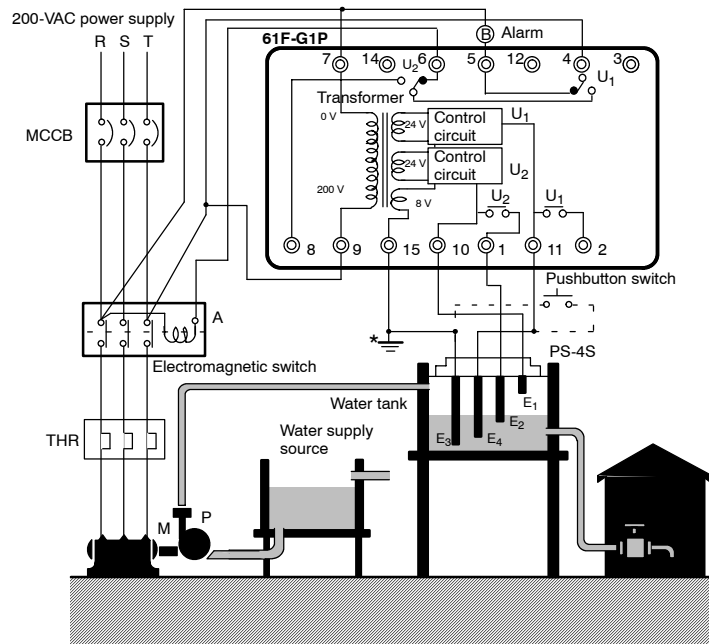 200-VAC power supply
R S T
61F-G1P
B Alarm
7 14 6 5 12 4 3
U2
U1
Transformer
0 V
24 V
Control
circuit
U1
24 V
Control
circuit
U2
200 V
8 V
U2 U1
8 9 15 10 1 11 2
MCCB
Pushbutton switch
A
*
PS-4S
Electromagnetic switch
Water tank
E1
E2
E3 E4
Water supply
source
THR
M P